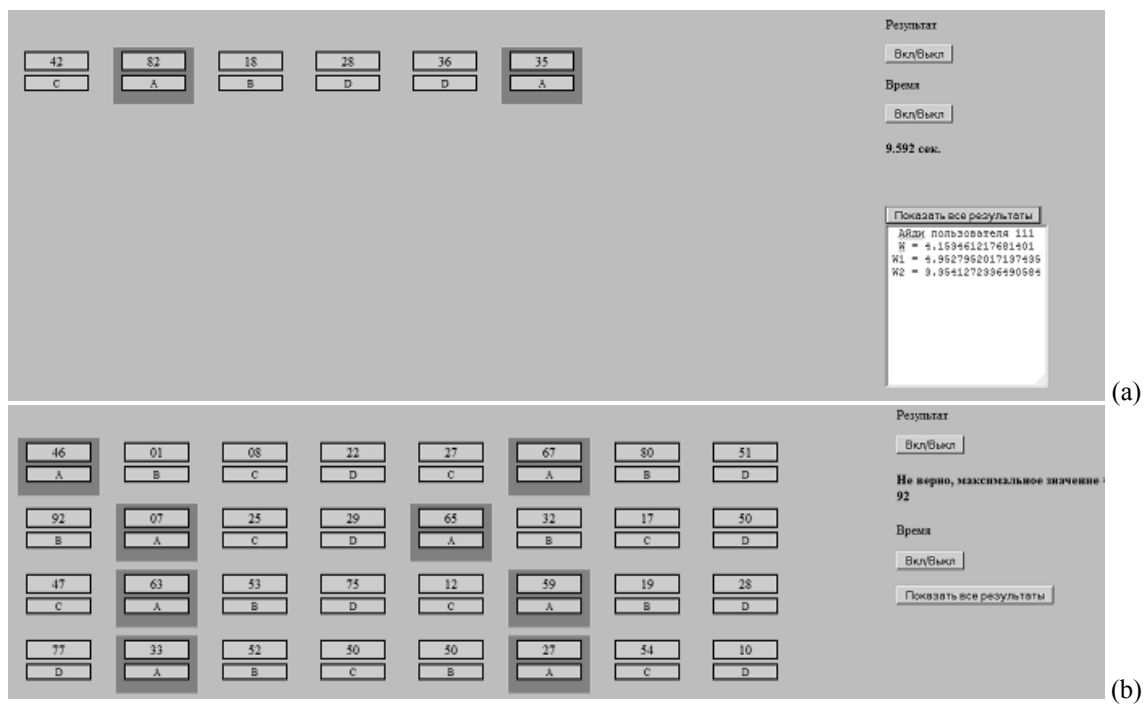 42 82 18 28 36 35
C A B D D A
Результат
Вкл/Выкл
Время
Вкл/Выкл
9.592 сек.
Показать все результаты
Айди пользователя 111
W = 4.153461217681401
W1 = 4.9527952017137435
W2 = 3.3541272336490584
(a)
46 01 08 22 27 67 80 51
A B C D C A B D
92 07 25 29 65 32 17 50
B A C D A B C D
47 63 53 75 12 59 19 28
C A B D C A B D
77 33 52 50 50 27 54 10
D A B C B A C D
Результат
Вкл/Выкл
Не верно, максимальное значение =
92
Время
Вкл/Выкл
Показать все результаты
(b)